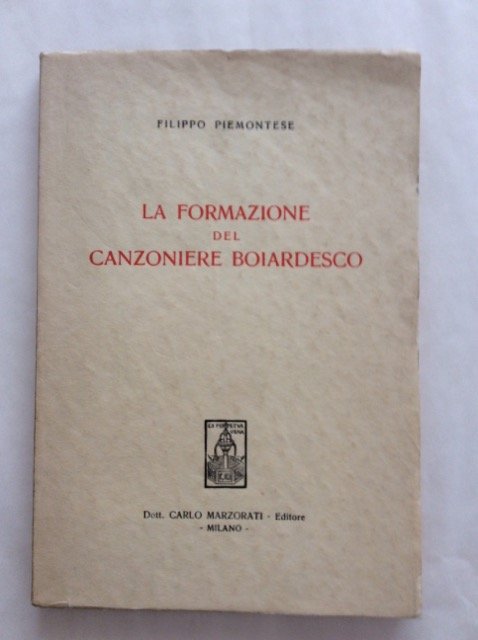 FILIPPO PIEMONTESE
LA FORMAZIONE
DEL
CANZONIERE BOIARDESCO
Dott. CARLO MARZORATI - Editore
- MILANO -